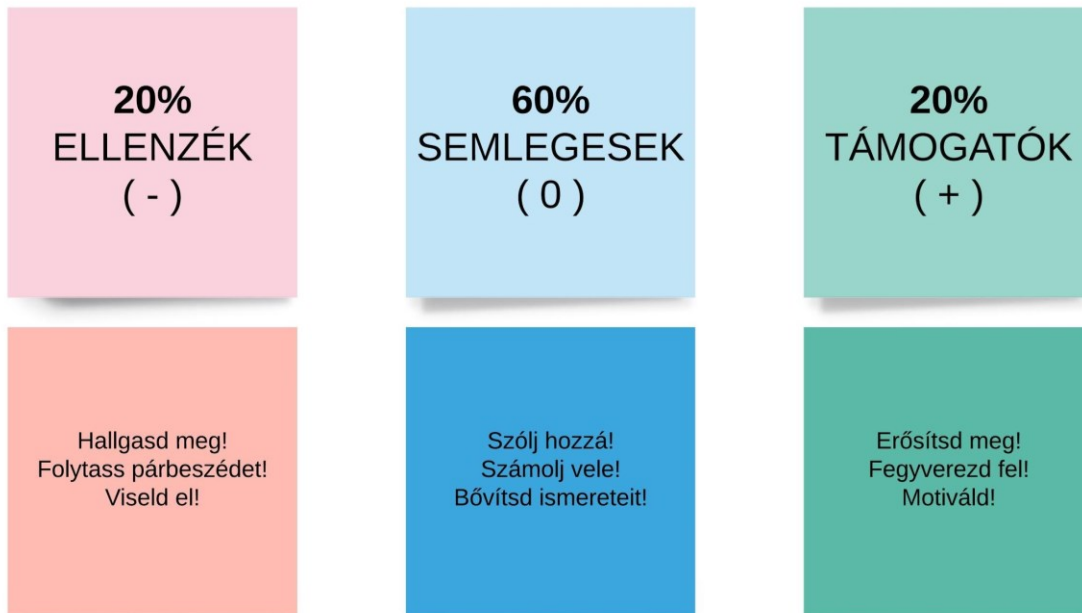 20%
ELLENZÉK
( - )
60%
SEMLEGESEK
( 0 )
20%
TÁMOGATÓK
( + )
Hallgasd meg!
Folytass párbeszédet!
Viseld el!
Szólj hozzá!
Számolj vele!
Bővítsd ismereteit!
Erősítsd meg!
Fegyverezd fel!
Motiváld!